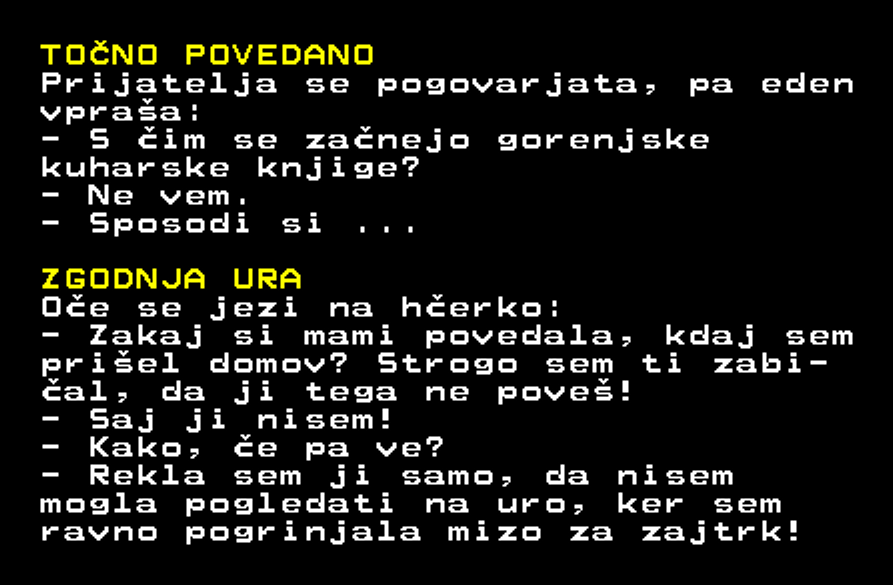 TOČNO POVEDANO
Prijatelja se pogovarjata, pa eden
vpraša:
- S čim se začnejo gorenjske
kuharske knjige?
- Ne vem.
- Sposodi si ...
ZGODNJA URA
Oče se jezi na hčerko:
- Zakaj si mami povedala, kdaj sem
prišel domov? Strogo sem ti zabi-
čal, da ji tega ne poveš!
- Saj ji nisem!
- Kako, če pa ve?
- Rekla sem ji samo, da nisem
mogla pogledati na uro, ker sem
ravno pogrinjala mizo za zajtrk!